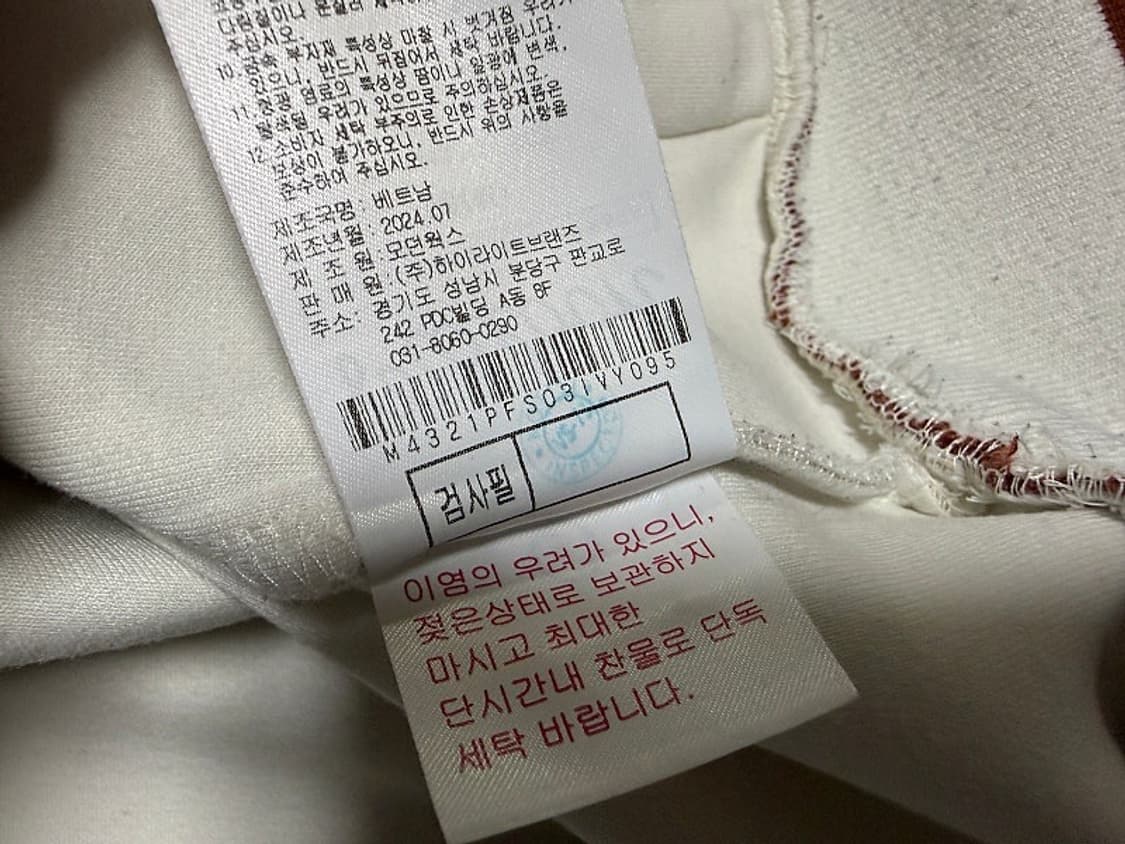 주십시오.
10. 금속 부자재 특성상 마찰 시 벗겨짐 우려가
있으니, 반드시 뒤집어서 세탁 바랍니다.
11. 천연 염료의 특성상 땀이나 일광에 변색,
우려가 있으므로 주의하십시오.
12. 소비자 세탁 부주의로 인한 손상제품은
보상이 불가하오니, 반드시 위의 사항을
준수하여 주십시오.
제조국명: 베트남
제조년월: 2024.07
제 조 원: 모던웍스
판 매 원: (주)하이라이트브랜즈
주소: 경기도 성남시 분당구 판교로
242 PDC빌딩 A동 8F
031-8060-0290
M4321PFS031VY095
검사필
이염의 우려가 있으니,
젖은상태로 보관하지
마시고 최대한
단시간내 찬물로 단독
세탁 바랍니다.